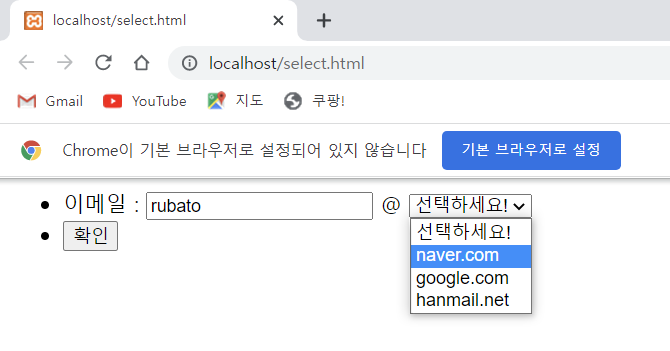 localhost/select.html
localhost/select.html
Gmail YouTube 지도 쿠팡!
Chrome이 기본 브라우저로 설정되어 있지 않습니다 기본 브라우저로 설정
이메일 : rubato @ 선택하세요!
확인
선택하세요!
naver.com
google.com
hanmail.net